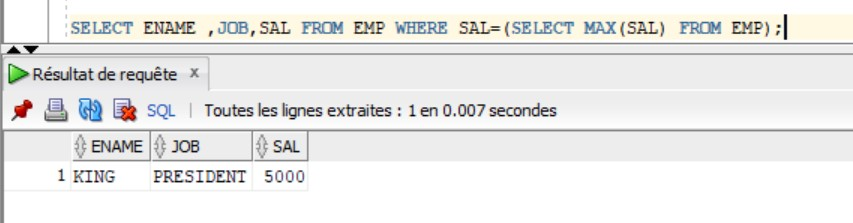 SELECT ENAME ,JOB,SAL FROM EMP WHERE SAL=(SELECT MAX(SAL) FROM EMP);
Résultat de requête x
SQL | Toutes les lignes extraites : 1 en 0.007 secondes
ENAME JOB SAL
1 KING PRESIDENT 5000